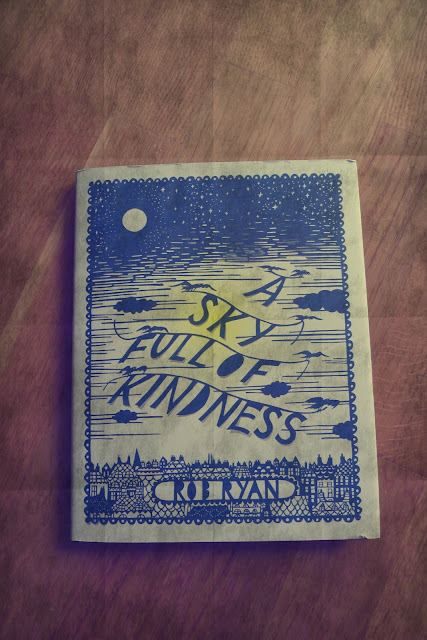 A
SKY
FULL OF
KINDNESS
ROB RYAN